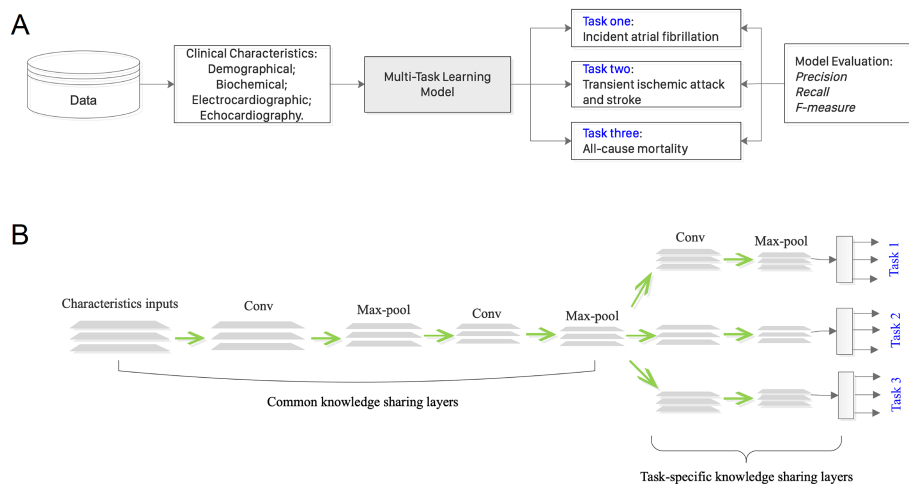 A
Data
Clinical Characteristics:
Demographical;
Biochemical;
Electrocardiographic;
Echocardiography.
Multi-Task Learning
Model
Task one:
Incident atrial fibrillation
Task two:
Transient ischemic attack
and stroke
Task three:
All-cause mortality
Model Evaluation:
Precision
Recall
F-measure
B
Characteristics inputs
Conv
Max-pool
Conv
Max-pool
Conv
Max-pool
Task 1
Task 2
Task 3
Common knowledge sharing layers
Task-specific knowledge sharing layers